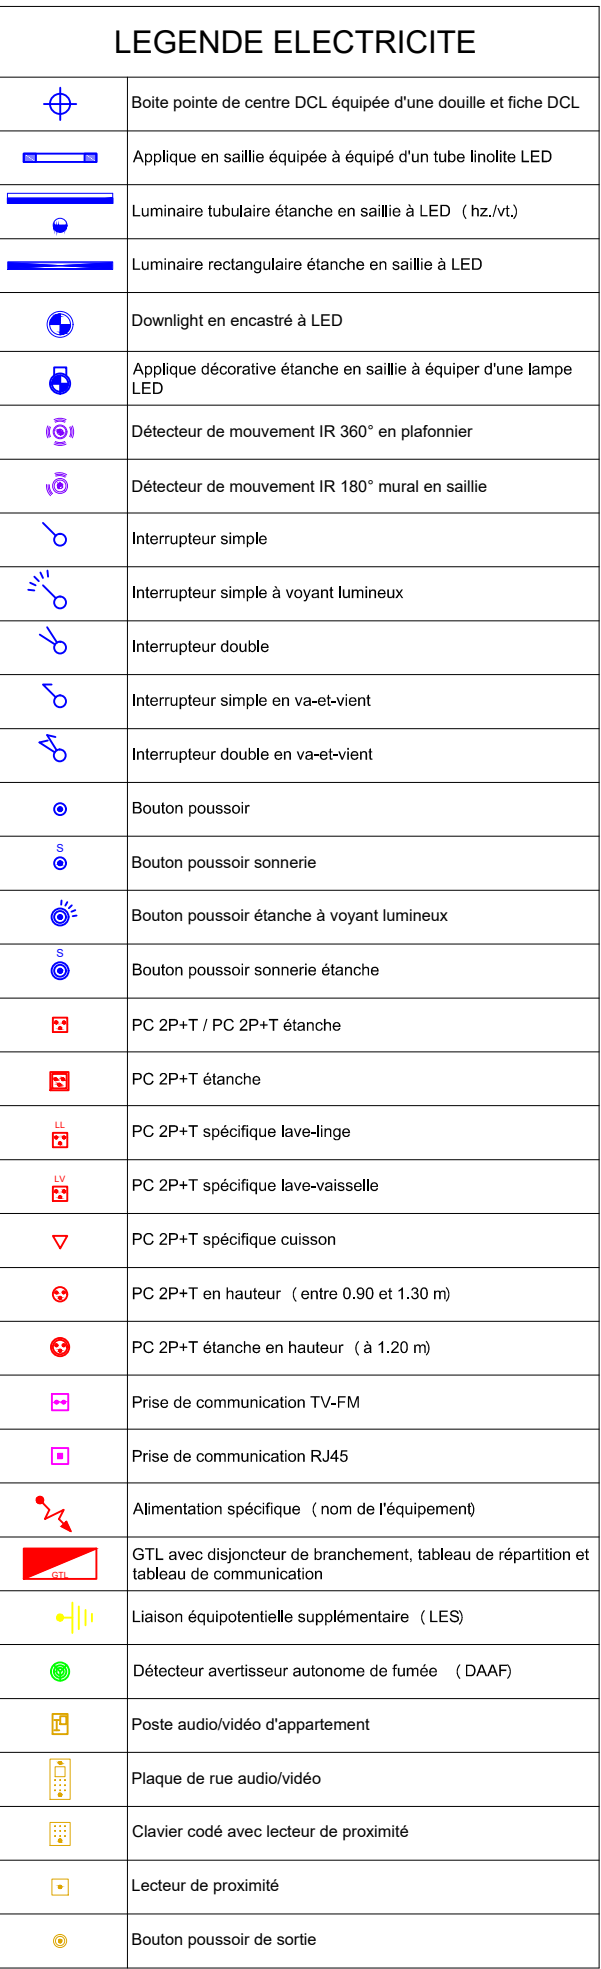 LEGENDE ELECTRICITE
Boite pointe de centre DCL équipée d'une douille et fiche DCL
Applique en saillie équipée à équipé d'un tube linolite LED
Luminaire tubulaire étanche en saillie à LED ( hz./vt.)
Luminaire rectangulaire étanche en saillie à LED
Downlight en encastré à LED
Applique décorative étanche en saillie à équiper d'une lampe
LED
Détecteur de mouvement IR 360° en plafonnier
Détecteur de mouvement IR 180° mural en saillie
Interrupteur simple
Interrupteur simple à voyant lumineux
Interrupteur double
Interrupteur simple en va-et-vient
Interrupteur double en va-et-vient
Bouton poussoir
S
Bouton poussoir sonnerie
Bouton poussoir étanche à voyant lumineux
S
Bouton poussoir sonnerie étanche
PC 2P+T / PC 2P+T étanche
PC 2P+T étanche
LL
PC 2P+T spécifique lave-linge
LV
PC 2P+T spécifique lave-vaisselle
PC 2P+T spécifique cuisson
PC 2P+T en hauteur ( entre 0.90 et 1.30 m)
PC 2P+T étanche en hauteur ( à 1.20 m)
Prise de communication TV-FM
Prise de communication RJ45
Alimentation spécifique ( nom de l'équipement)
GTL avec disjoncteur de branchement, tableau de répartition et
tableau de communication
GTL
Liaison équipotentielle supplémentaire ( LES)
Détecteur avertisseur autonome de fumée ( DAAF)
Poste audio/vidéo d'appartement
Plaque de rue audio/vidéo
Clavier codé avec lecteur de proximité
Lecteur de proximité
Bouton poussoir de sortie